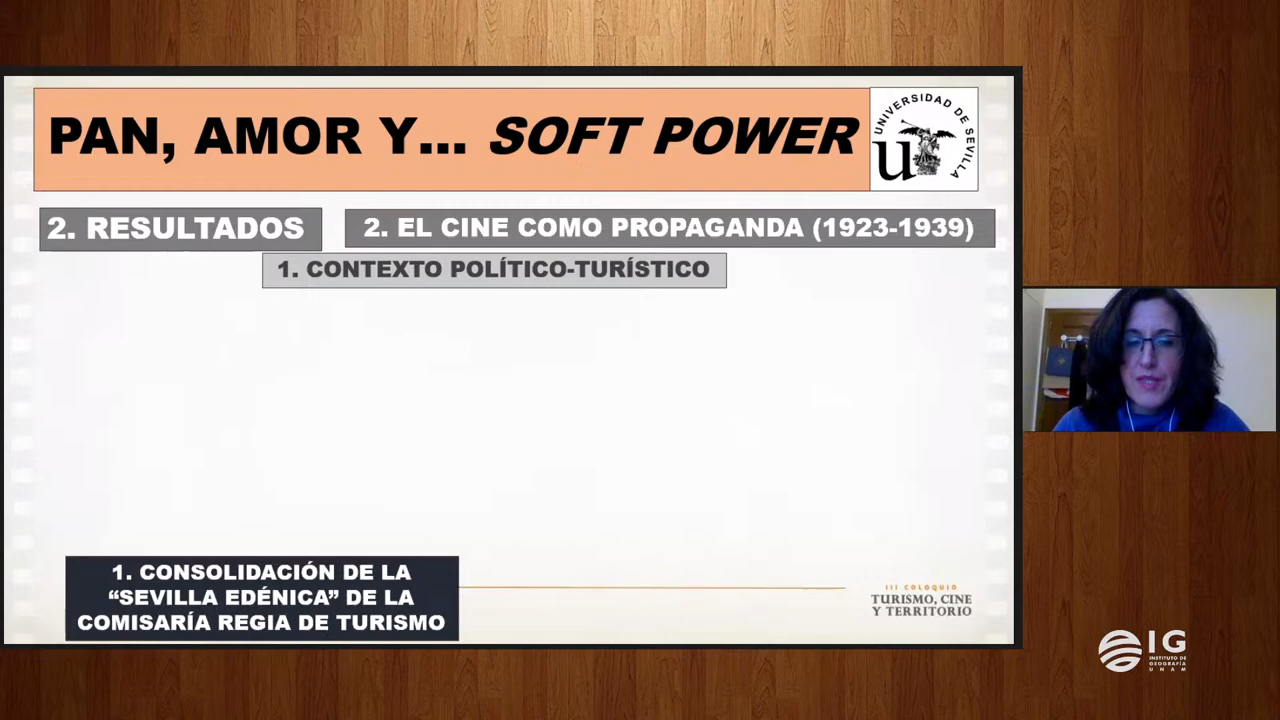 PAN, AMOR Y... SOFT POWER
UNIVERSIDAD DE SEVILLA
2. RESULTADOS
2. EL CINE COMO PROPAGANDA (1923-1939)
1. CONTEXTO POLÍTICO-TURÍSTICO
1. CONSOLIDACIÓN DE LA
“SEVILLA EDÉNICA” DE LA
COMISARÍA REGIA DE TURISMO
III COLOQUIO
TURISMO, CINE
Y TERRITORIO
IG
INSTITUTO DE
GEOGRAFÍA
UNAM